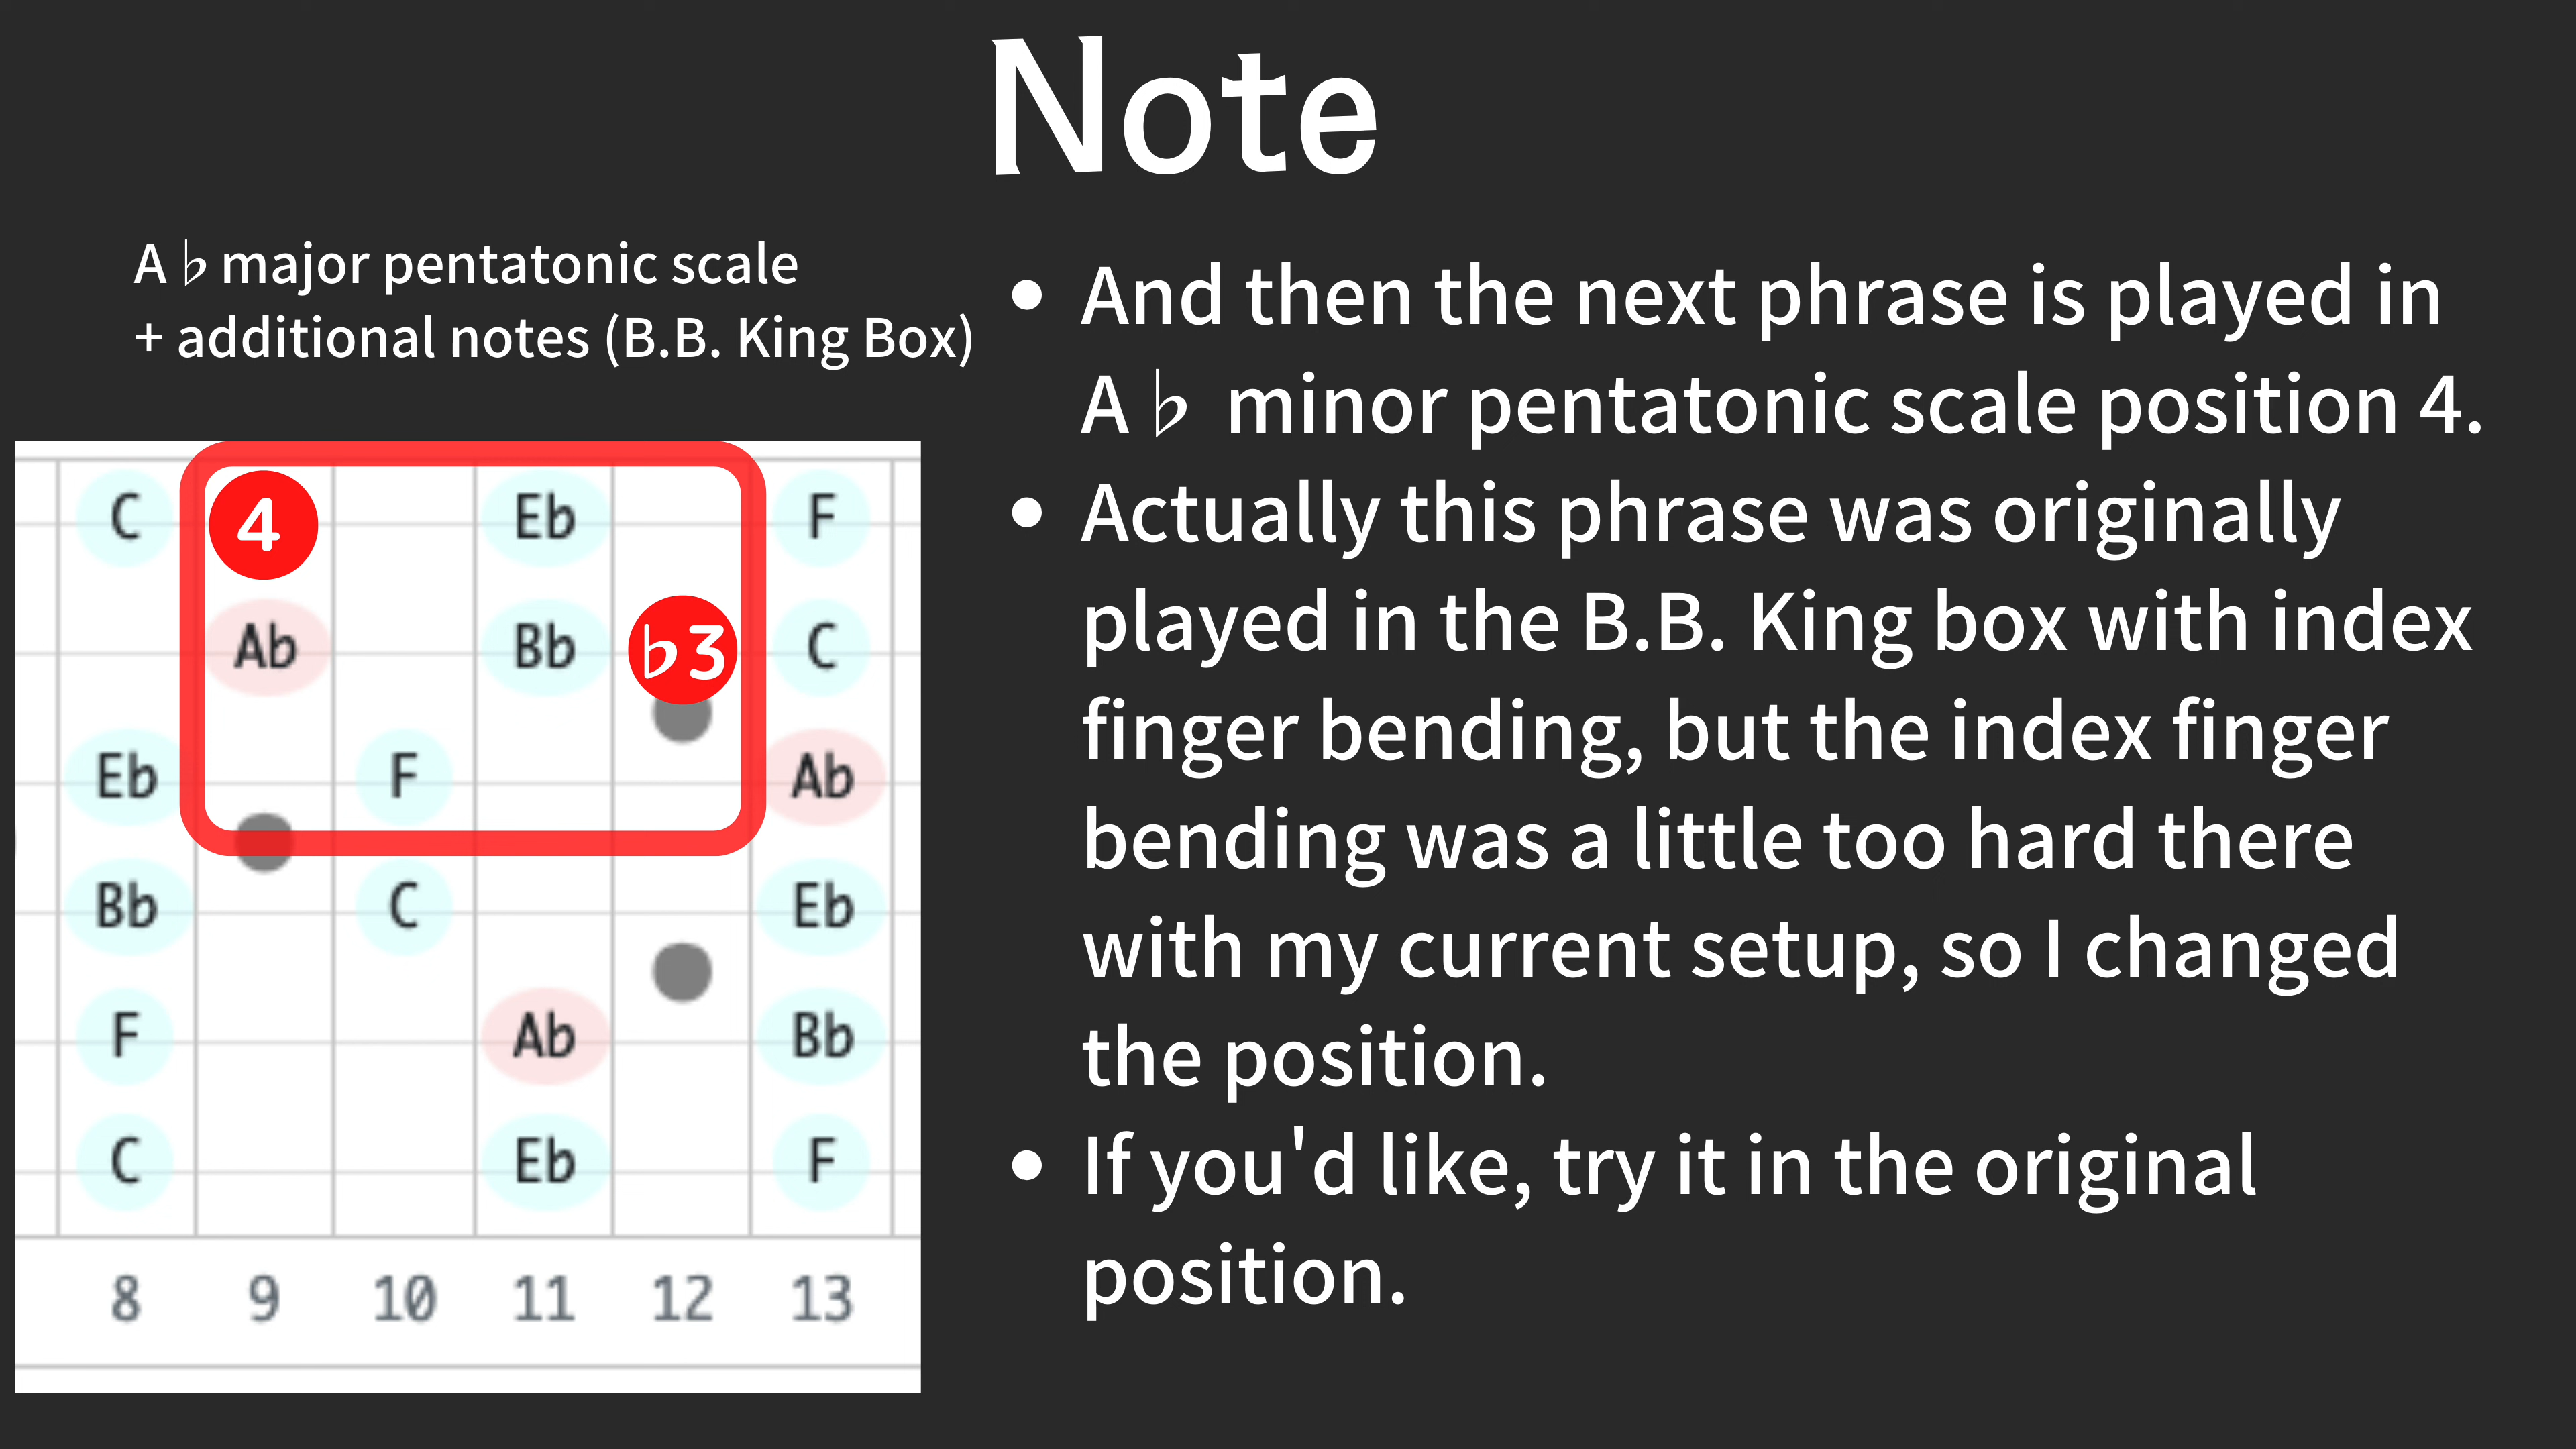 Note
A♭major pentatonic scale
+ additional notes (B.B. King Box)
C 4 Eb F
Ab Bb ♭3 C
Eb F Ab
Bb C Eb
F Ab Bb
C Eb F
8 9 10 11 12 13
• And then the next phrase is played in
A♭ minor pentatonic scale position 4.
• Actually this phrase was originally
played in the B.B. King box with index
finger bending, but the index finger
bending was a little too hard there
with my current setup, so I changed
the position.
• If you'd like, try it in the original
position.